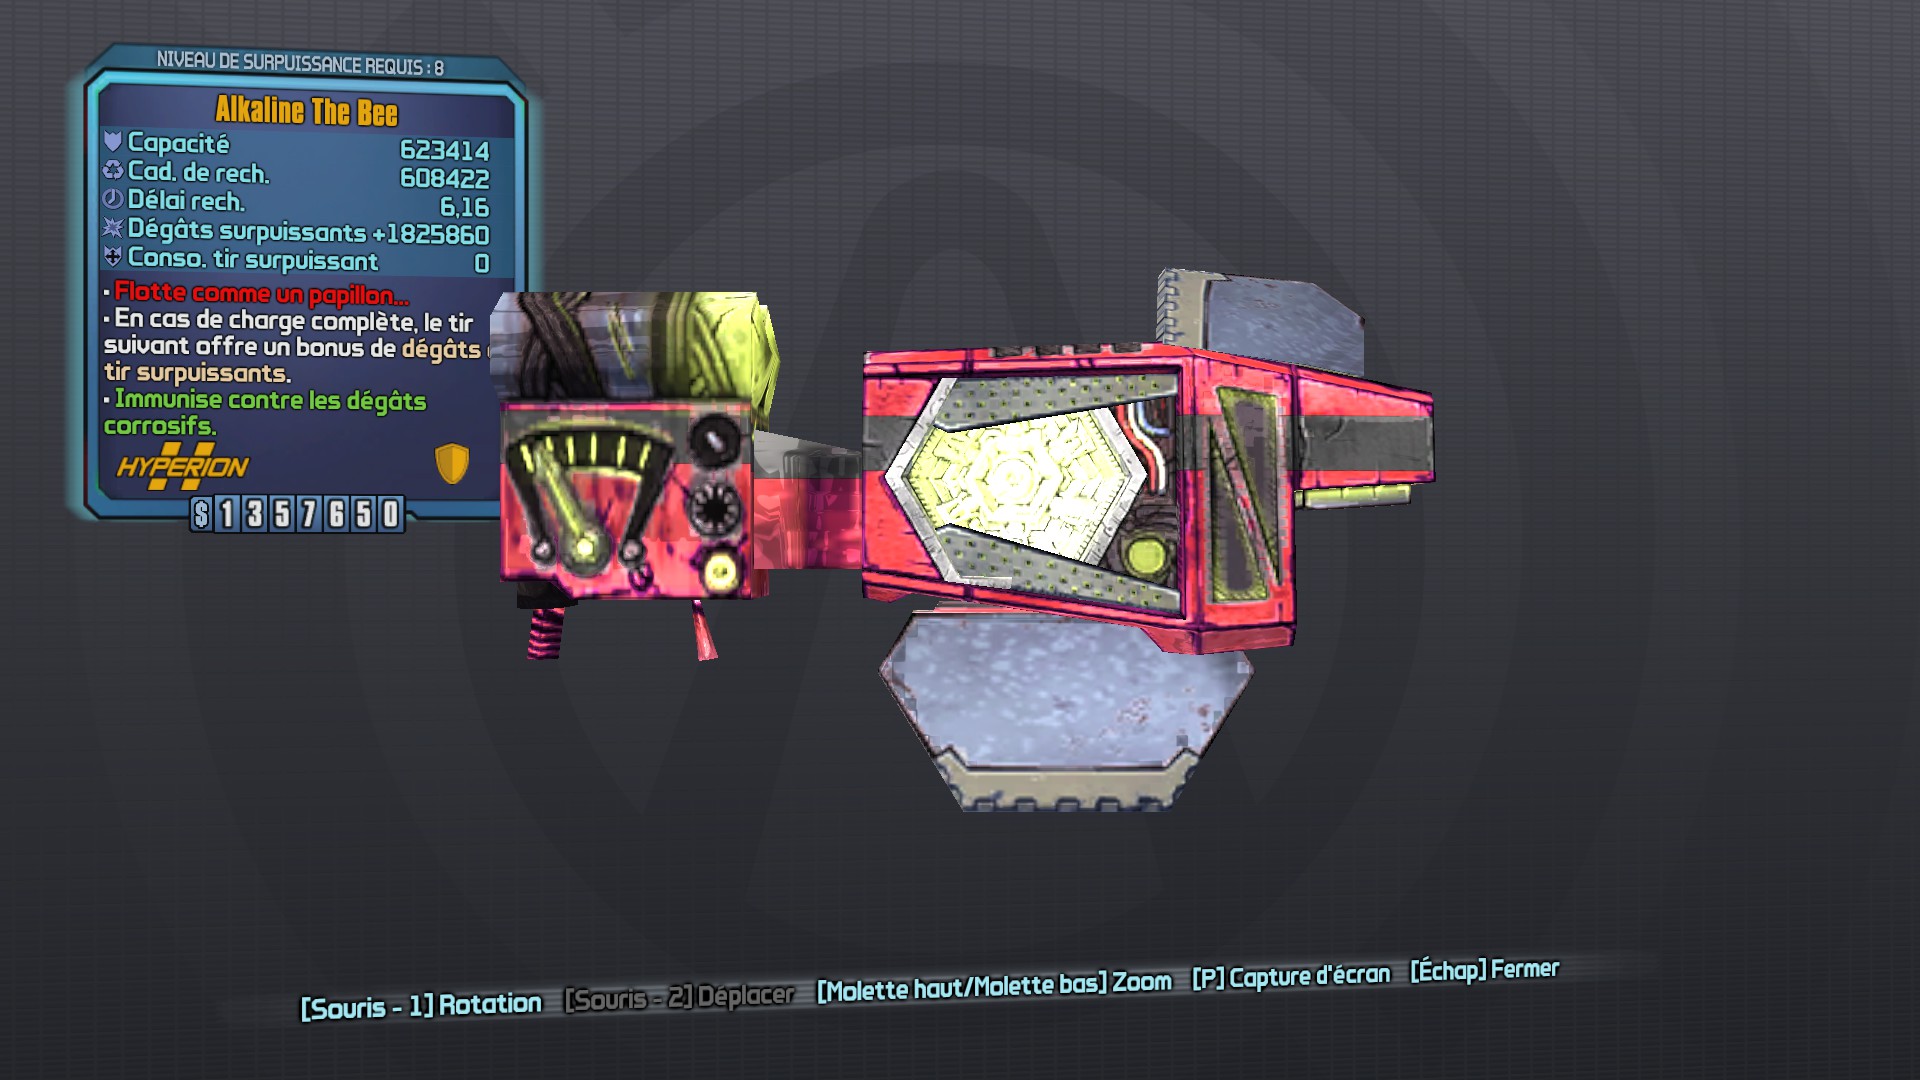 NIVEAU DE SURPUISSANCE REQUIS : 8
Alkaline The Bee
Capacité 623414
Cad. de rech. 608422
Délai rech. 6,16
Dégâts surpuissants +1825860
Conso. tir surpuissant 0
• Flotte comme un papillon...
• En cas de charge complète, le tir
suivant offre un bonus de dégâts
tir surpuissants.
• Immunise contre les dégâts
corrosifs.
HYPERION
$1357650
[Souris - 1] Rotation [Souris - 2] Déplacer [Molette haut/Molette bas] Zoom [P] Capture d'écran [Échap] Fermer